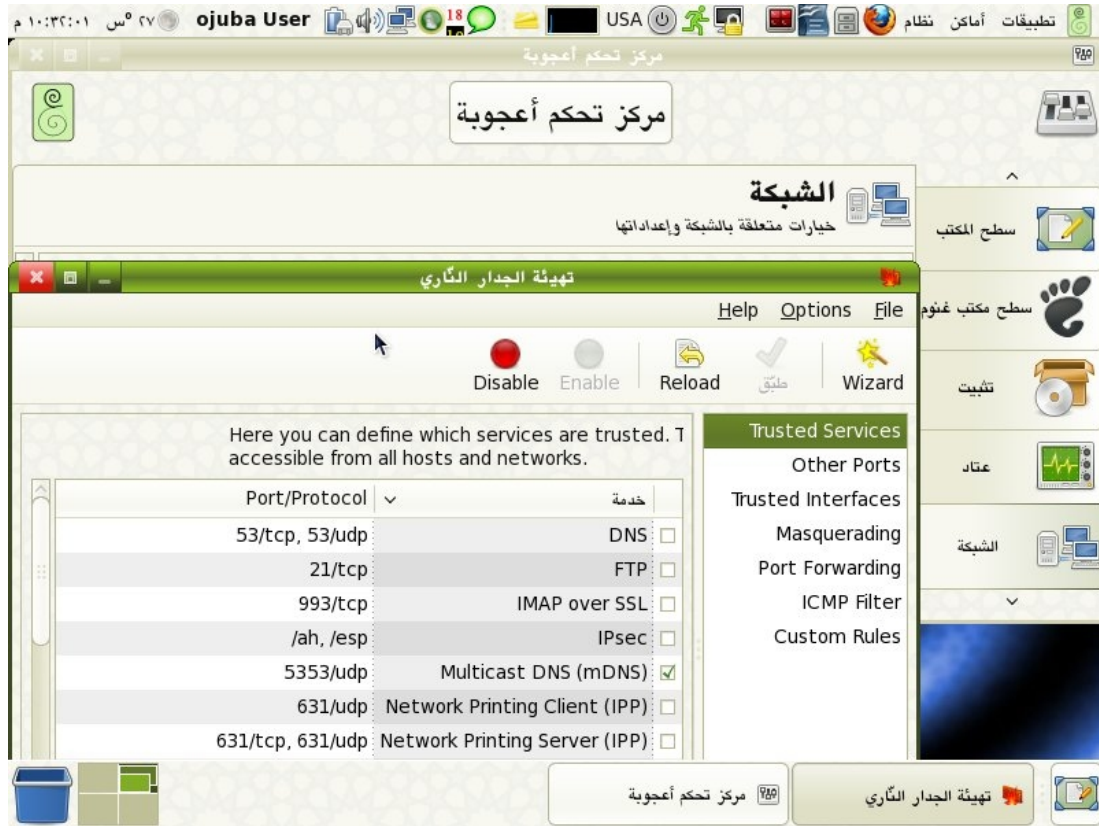 تطبيقات أماكن نظام USA 18 ojuba User ٢٧ °س ١٠:٣٢:٠١ م
مركز تحكم أعجوبة
مركز تحكم أعجوبة
الشبكة
خيارات متعلقة بالشبكة وإعداداتها
سطح المكتب
سطح مكتب غنوم
تثبيت
عتاد
الشبكة
تهيئة الجدار النّاري
File Options Help
Wizard طبّق Reload Enable Disable
Trusted Services
Other Ports
Trusted Interfaces
Masquerading
Port Forwarding
ICMP Filter
Custom Rules
Here you can define which services are trusted. T
accessible from all hosts and networks.
خدمة Port/Protocol
DNS 53/tcp, 53/udp
FTP 21/tcp
IMAP over SSL 993/tcp
IPsec /ah, /esp
Multicast DNS (mDNS) 5353/udp
Network Printing Client (IPP) 631/udp
Network Printing Server (IPP) 631/tcp, 631/udp
تهيئة الجدار النّاري
مركز تحكم أعجوبة